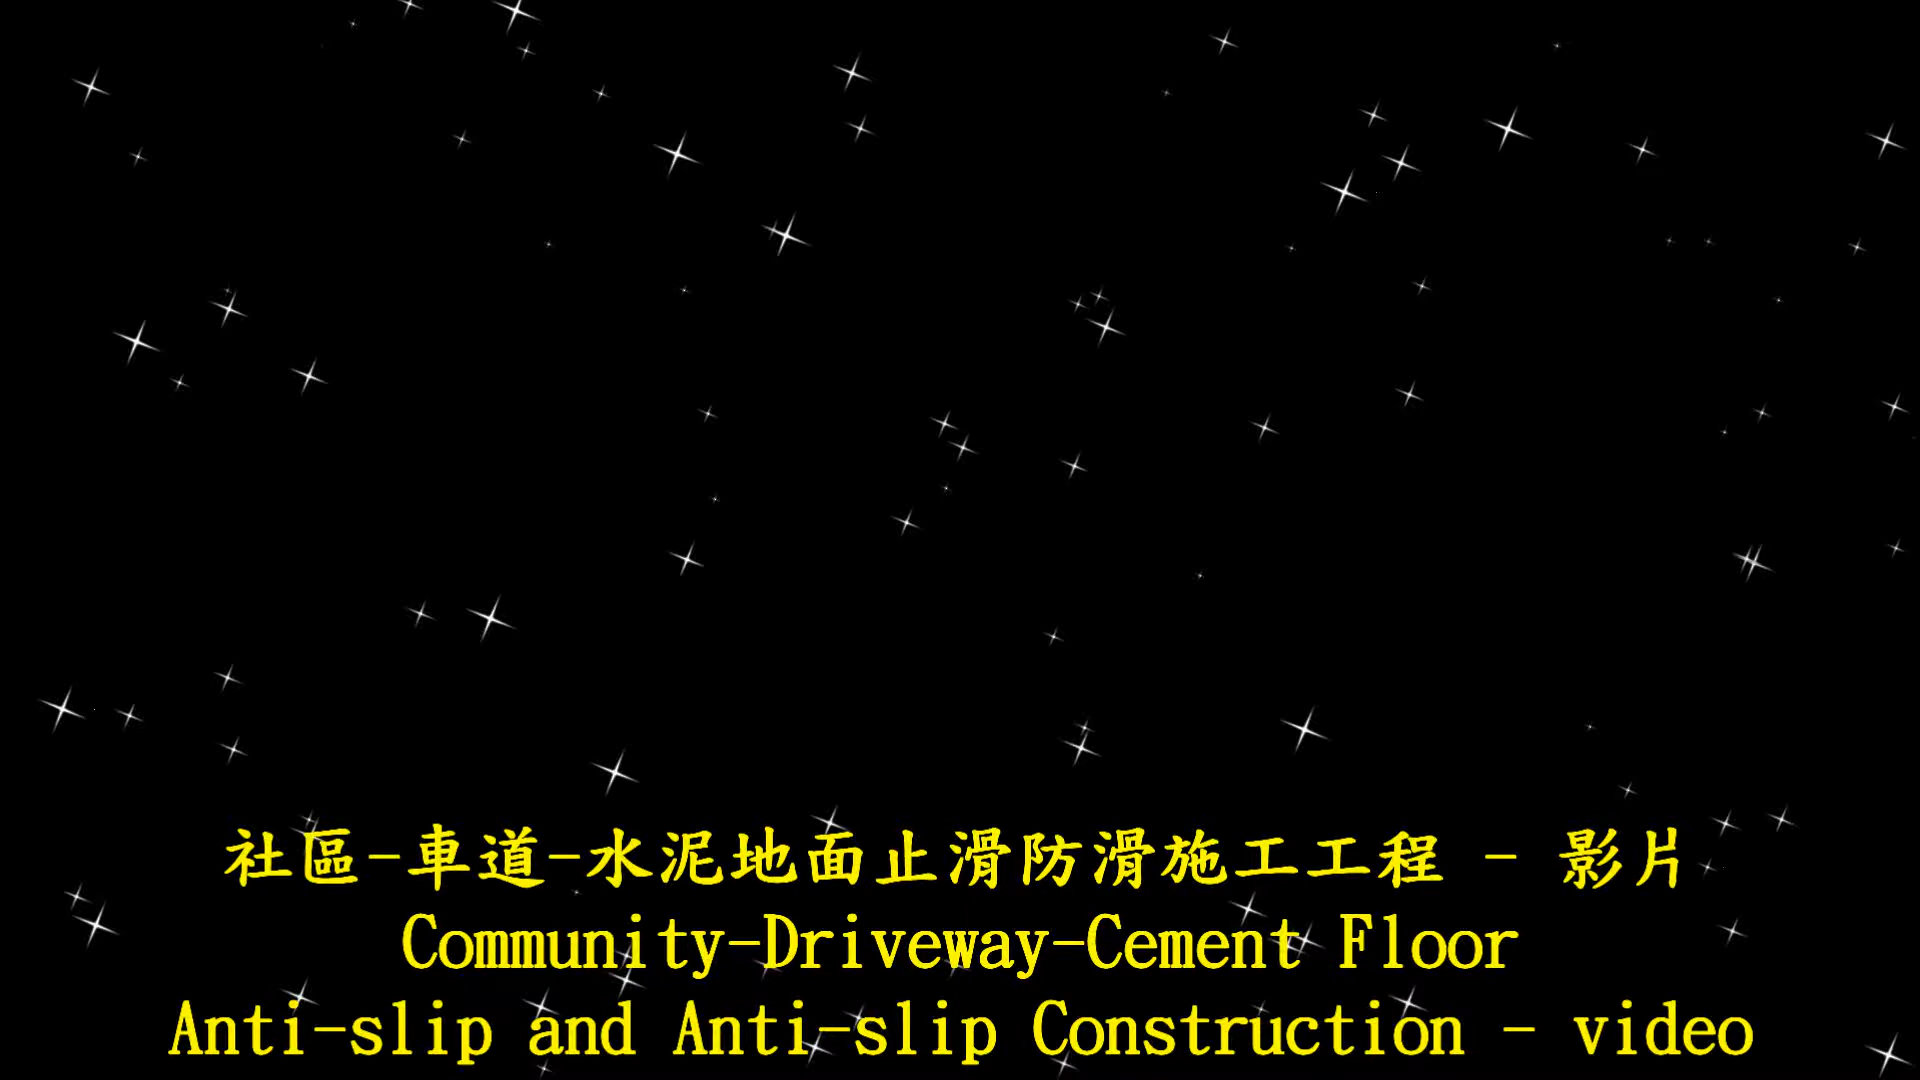 社區-車道-水泥地面止滑防滑施工工程 - 影片
Community-Driveway-Cement Floor
Anti-slip and Anti-slip Construction - video